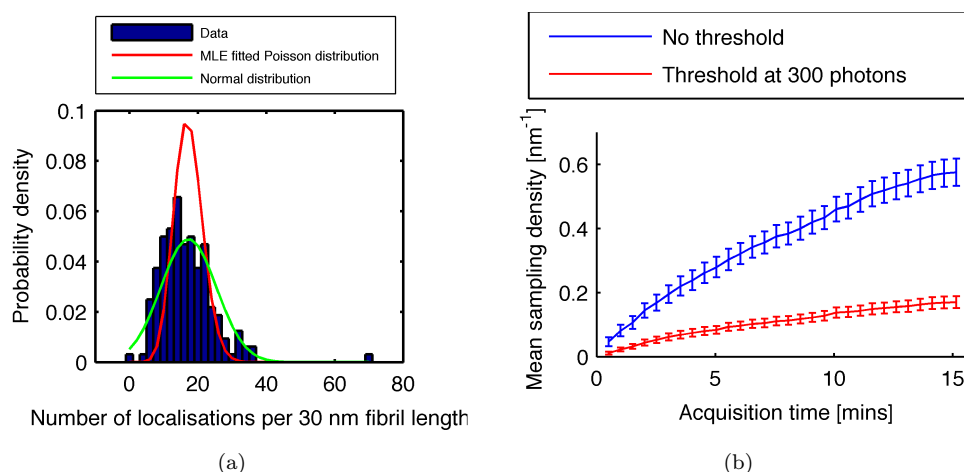 Data
MLE fitted Poisson distribution
Normal distribution
0.1
0.08
0.06
0.04
0.02
0
0 20 40 60 80
Probability density
Number of localisations per 30 nm fibril length
(a)
No threshold
Threshold at 300 photons
0.6
0.4
0.2
0
0 5 10 15
Mean sampling density [nm⁻¹]
Acquisition time [mins]
(b)